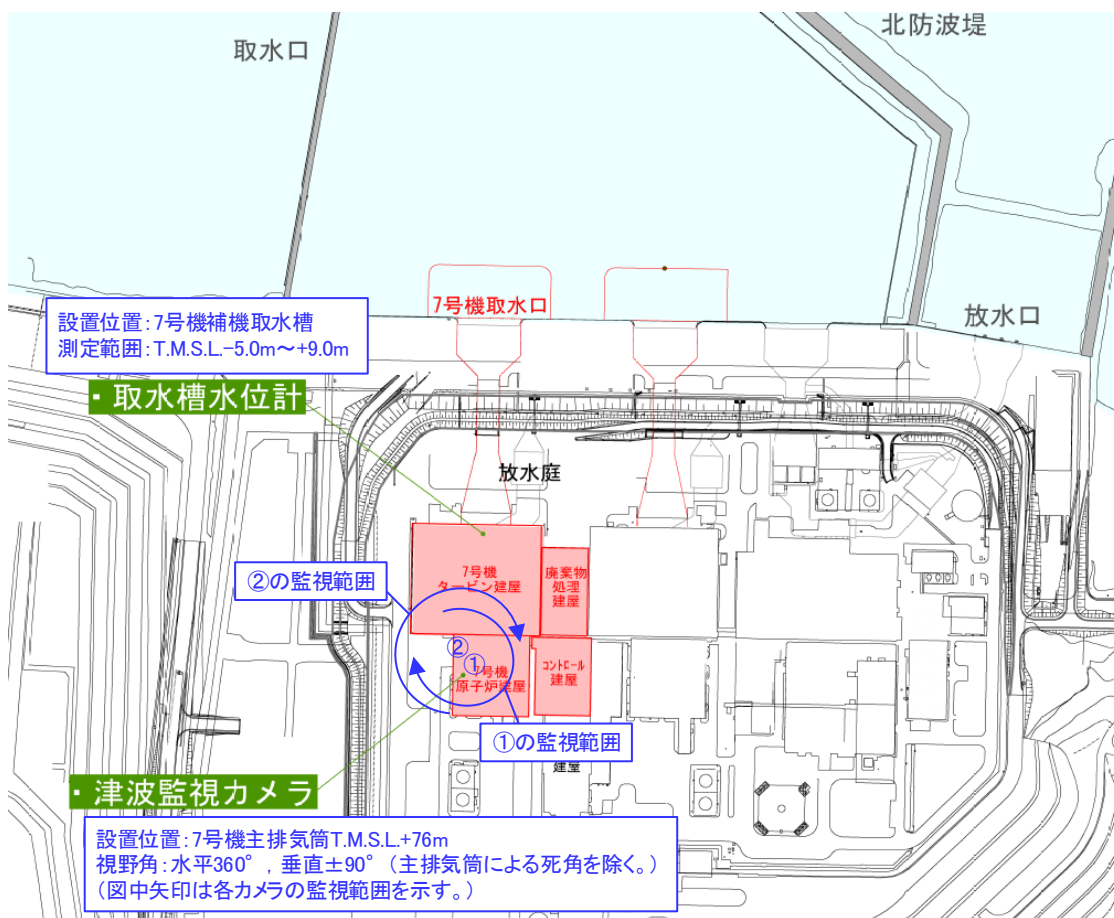 北防波堤
取水口
7号機取水口
放水口
設置位置：7号機補機取水槽
測定範囲：T.M.S.L.−5.0m～+9.0m
・取水槽水位計
放水庭
7号機
タービン建屋
廃棄物
処理
建屋
②の監視範囲
②
①
7号機
原子炉建屋
コントロール
建屋
①の監視範囲
建屋
・津波監視カメラ
設置位置：7号機主排気筒T.M.S.L.+76m
視野角：水平360°，垂直±90°（主排気筒による死角を除く。）
（図中矢印は各カメラの監視範囲を示す。）